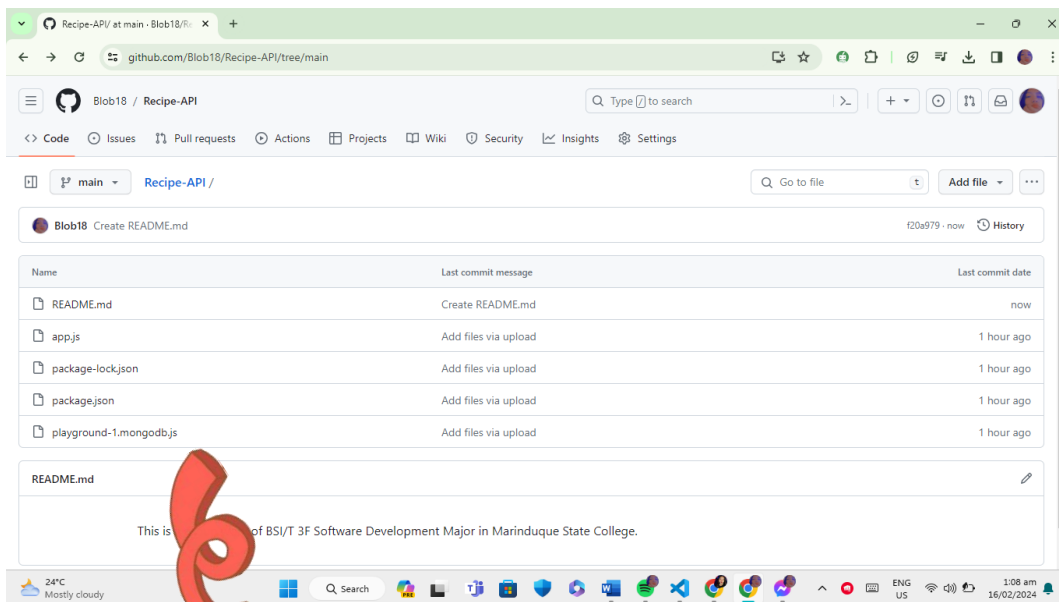 Recipe-API/ at main · Blob18/Re
github.com/Blob18/Recipe-API/tree/main
Blob18 / Recipe-API
Type / to search
Code Issues Pull requests Actions Projects Wiki Security Insights Settings
main Recipe-API / Go to file t Add file
Blob18 Create README.md f20a979 · now History
Name Last commit message Last commit date
README.md Create README.md now
app.js Add files via upload 1 hour ago
package-lock.json Add files via upload 1 hour ago
package.json Add files via upload 1 hour ago
playground-1.mongodb.js Add files via upload 1 hour ago
README.md
This is of BSI/T 3F Software Development Major in Marinduque State College.
24°C
Mostly cloudy
Search
PRE
ENG
US
1:08 am
16/02/2024